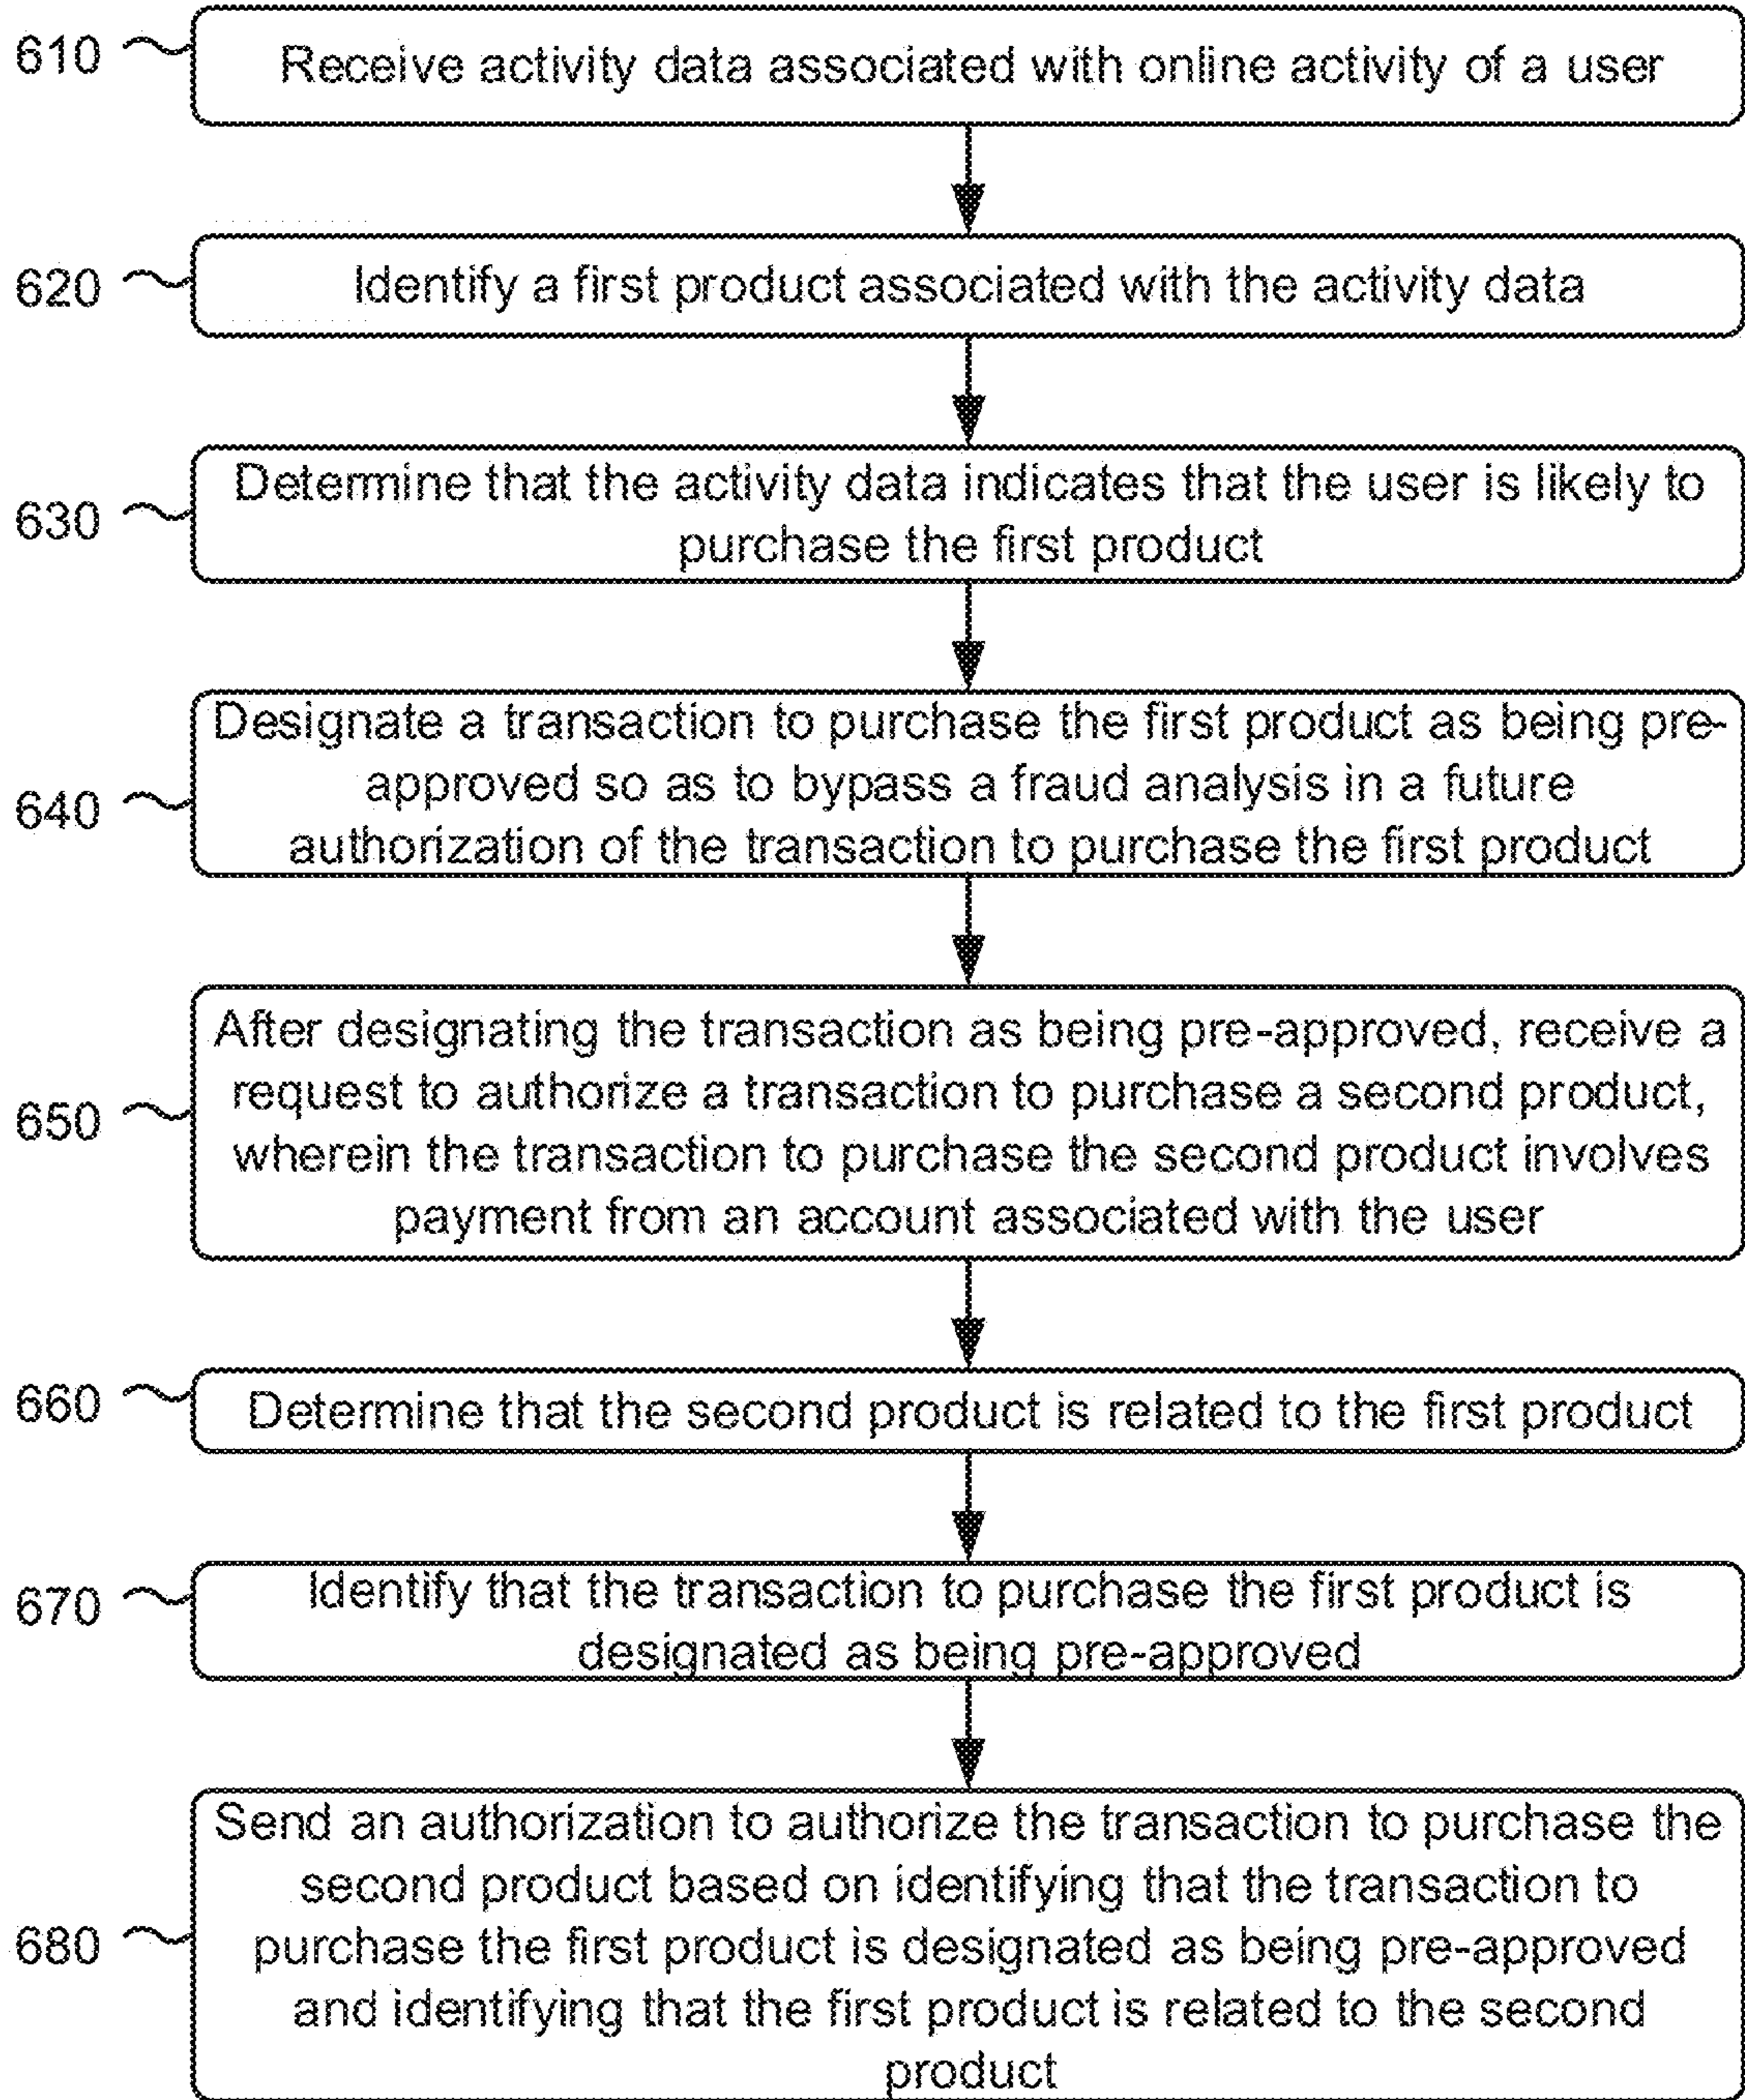 610
Receive activity data associated with online activity of a user
620
Identify a first product associated with the activity data
630
Determine that the activity data indicates that the user is likely to
purchase the first product
640
Designate a transaction to purchase the first product as being pre-
approved so as to bypass a fraud analysis in a future
authorization of the transaction to purchase the first product
650
After designating the transaction as being pre-approved, receive a
request to authorize a transaction to purchase a second product,
wherein the transaction to purchase the second product involves
payment from an account associated with the user
660
Determine that the second product is related to the first product
670
Identify that the transaction to purchase the first product is
designated as being pre-approved
680
Send an authorization to authorize the transaction to purchase the
second product based on identifying that the transaction to
purchase the first product is designated as being pre-approved
and identifying that the first product is related to the second
product